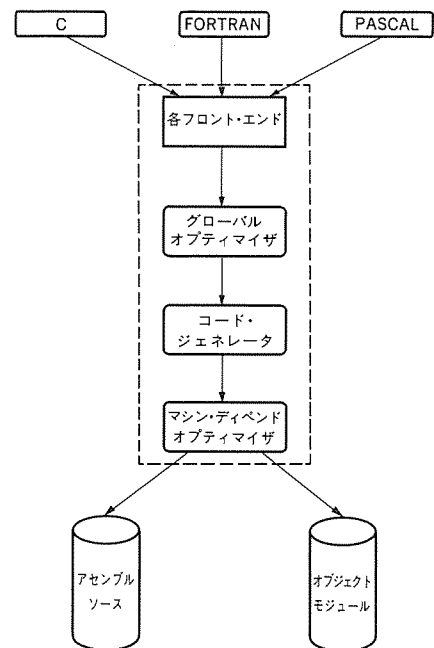 C
FORTRAN
PASCAL
各フロント・エンド
グローバル
オプティマイザ
コード・
ジェネレータ
マシン・ディペンド
オプティマイザ
アセンブル
ソース
オブジェクト
モジュール